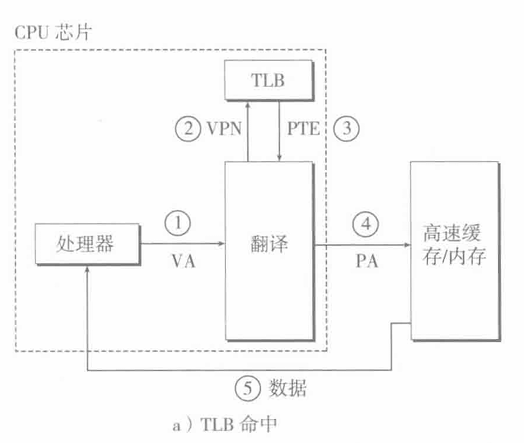 CPU 芯片
TLB
② VPN PTE ③
① ④
处理器 翻译 高速缓
存/内存
VA PA
⑤ 数据
a）TLB 命中